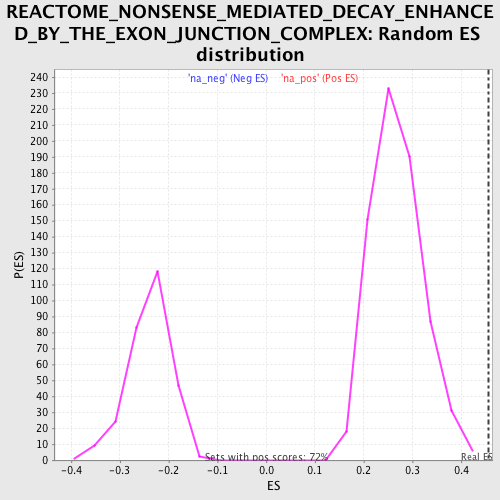 REACTOME_NONSENSE_MEDIATED_DECAY_ENHANCE
D_BY_THE_EXON_JUNCTION_COMPLEX: Random ES
distribution
'na_neg' (Neg ES) 'na_pos' (Pos ES)
240
230
220
210
200
190
180
170
160
150
140
130
120
110
100
90
80
70
60
50
40
30
20
10
0
P(ES)
Sets with pos scores: 72%
Real ES
-0.4 -0.3 -0.2 -0.1 0.0 0.1 0.2 0.3 0.4
ES